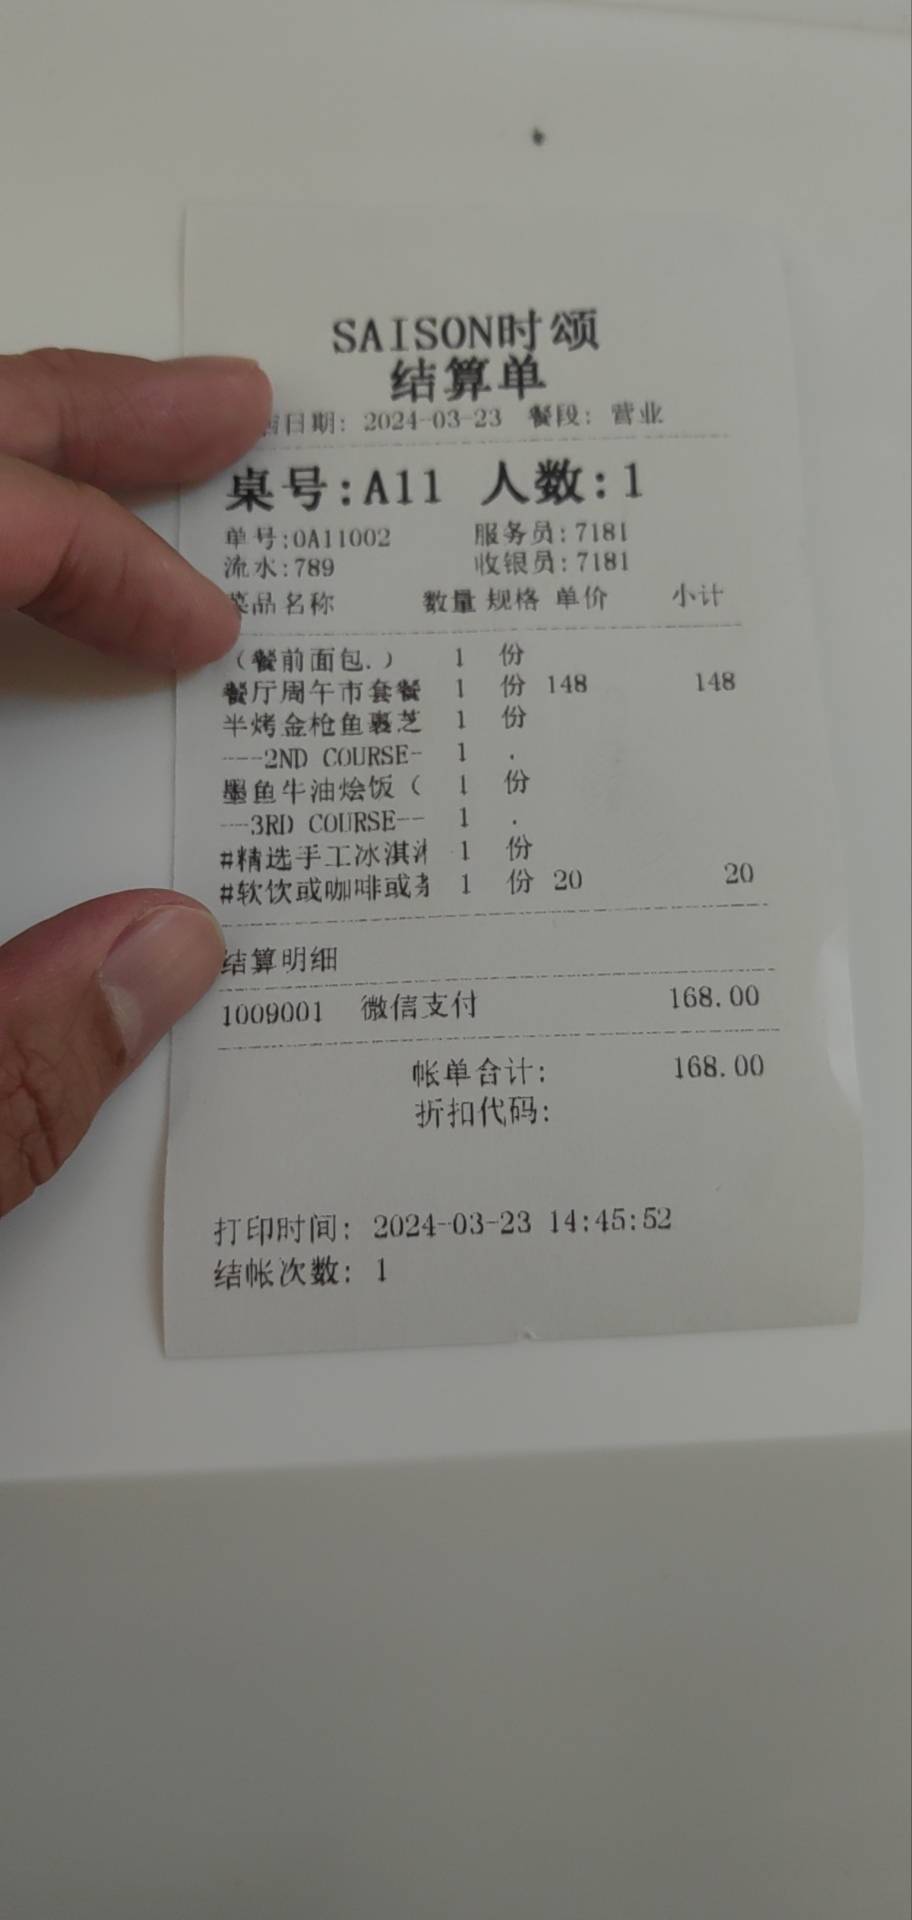 SAISON时颂
结算单
日期: 2024-03-23 餐段: 营业
桌号:A11 人数:1
单号:0A11002 服务员:7181
流水:789 收银员:7181
菜品名称 数量 规格 单价 小计
(餐前面包.) 1 份
餐厅周午市套餐 1 份 148 148
半烤金枪鱼裹芝 1 份
----2ND COURSE- 1 .
墨鱼牛油烩饭( 1 份
---3RD COURSE-- 1 .
#精选手工冰淇 1 份
#软饮或咖啡或 1 份 20 20
结算明细
1009001 微信支付 168.00
帐单合计: 168.00
折扣代码:
打印时间: 2024-03-23 14:45:52
结帐次数: 1